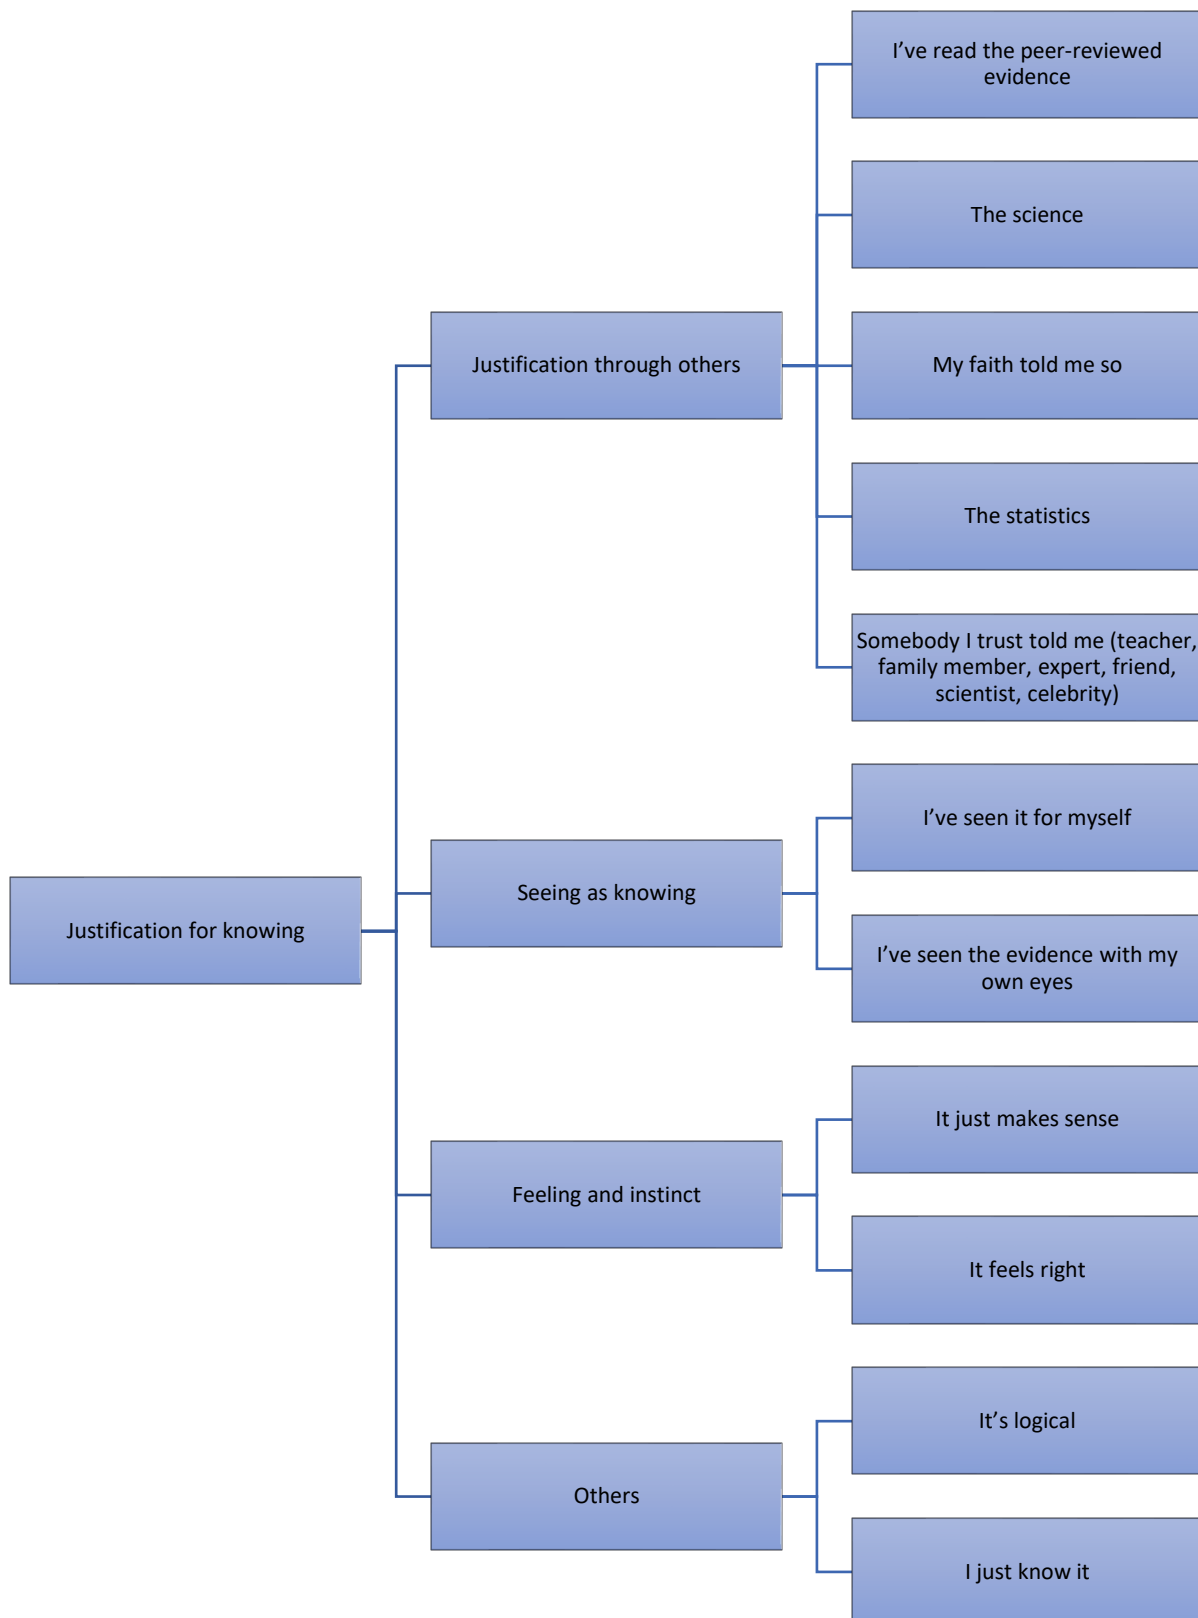 Justification for knowing
Justification through others
I’ve read the peer-reviewed
evidence
The science
My faith told me so
The statistics
Somebody I trust told me (teacher,
family member, expert, friend,
scientist, celebrity)
Seeing as knowing
I’ve seen it for myself
I’ve seen the evidence with my
own eyes
Feeling and instinct
It just makes sense
It feels right
Others
It’s logical
I just know it